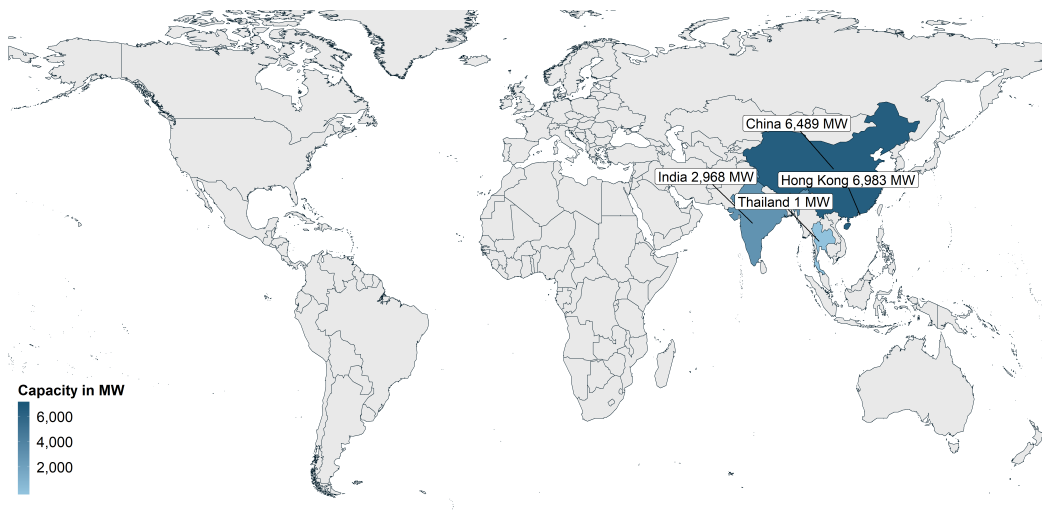 China 6,489 MW
India 2,968 MW
Hong Kong 6,983 MW
Thailand 1 MW
Capacity in MW
6,000
4,000
2,000